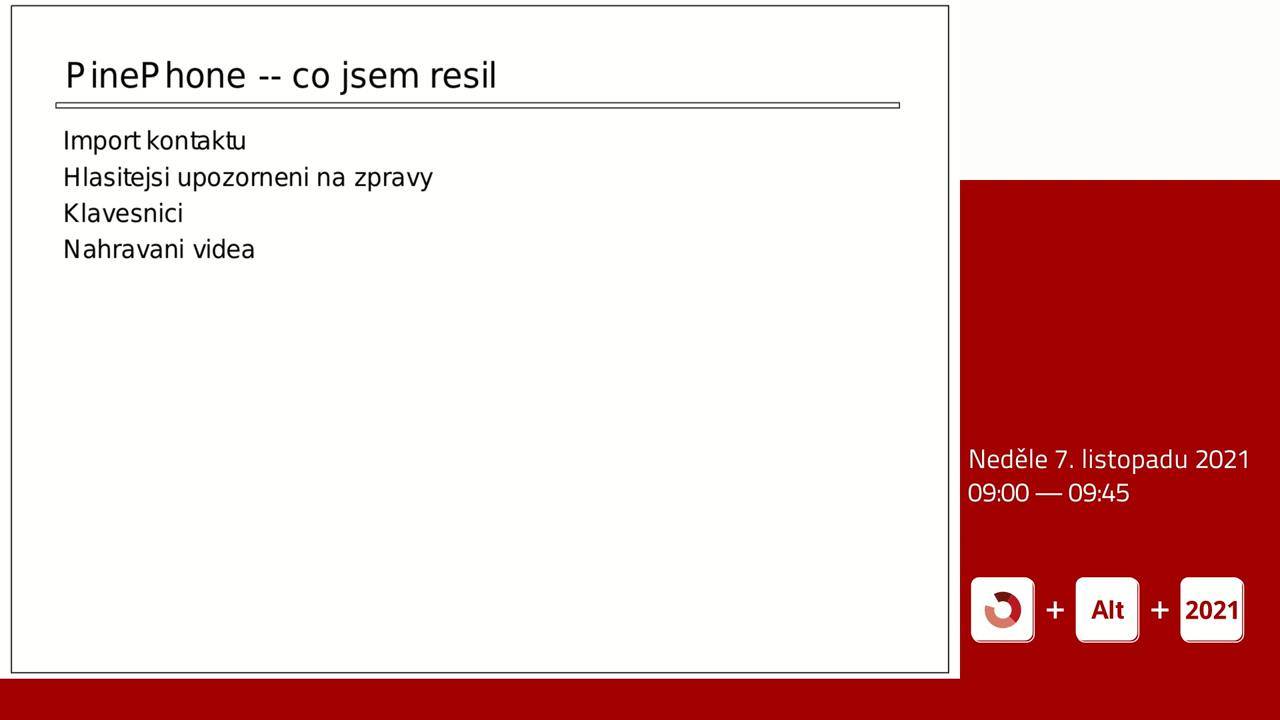 PinePhone -- co jsem resil
Import kontaktu
Hlasitejsi upozorneni na zpravy
Klavesnici
Nahravani videa
Neděle 7. listopadu 2021
09:00 — 09:45
+ Alt + 2021